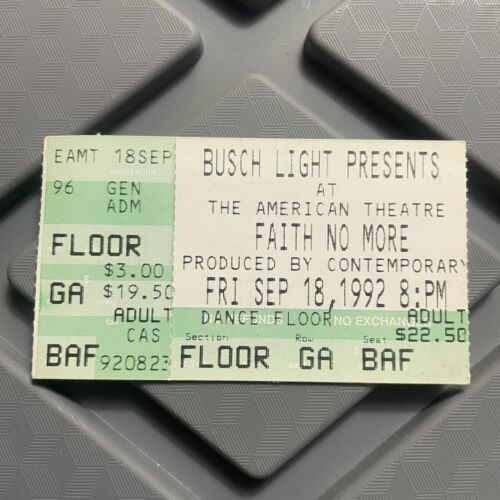 EAMT 18SEP
96 GEN
ADM
FLOOR
$3.00
GA $19.50
ADULT
CAS
BAF 920823
BUSCH LIGHT PRESENTS
AT
THE AMERICAN THEATRE
FAITH NO MORE
PRODUCED BY CONTEMPORARY
FRI SEP 18,1992 8:PM
DANCE FLOOR ADULT
NO EXCHANGES
Section Row Seat $22.50
FLOOR GA BAF